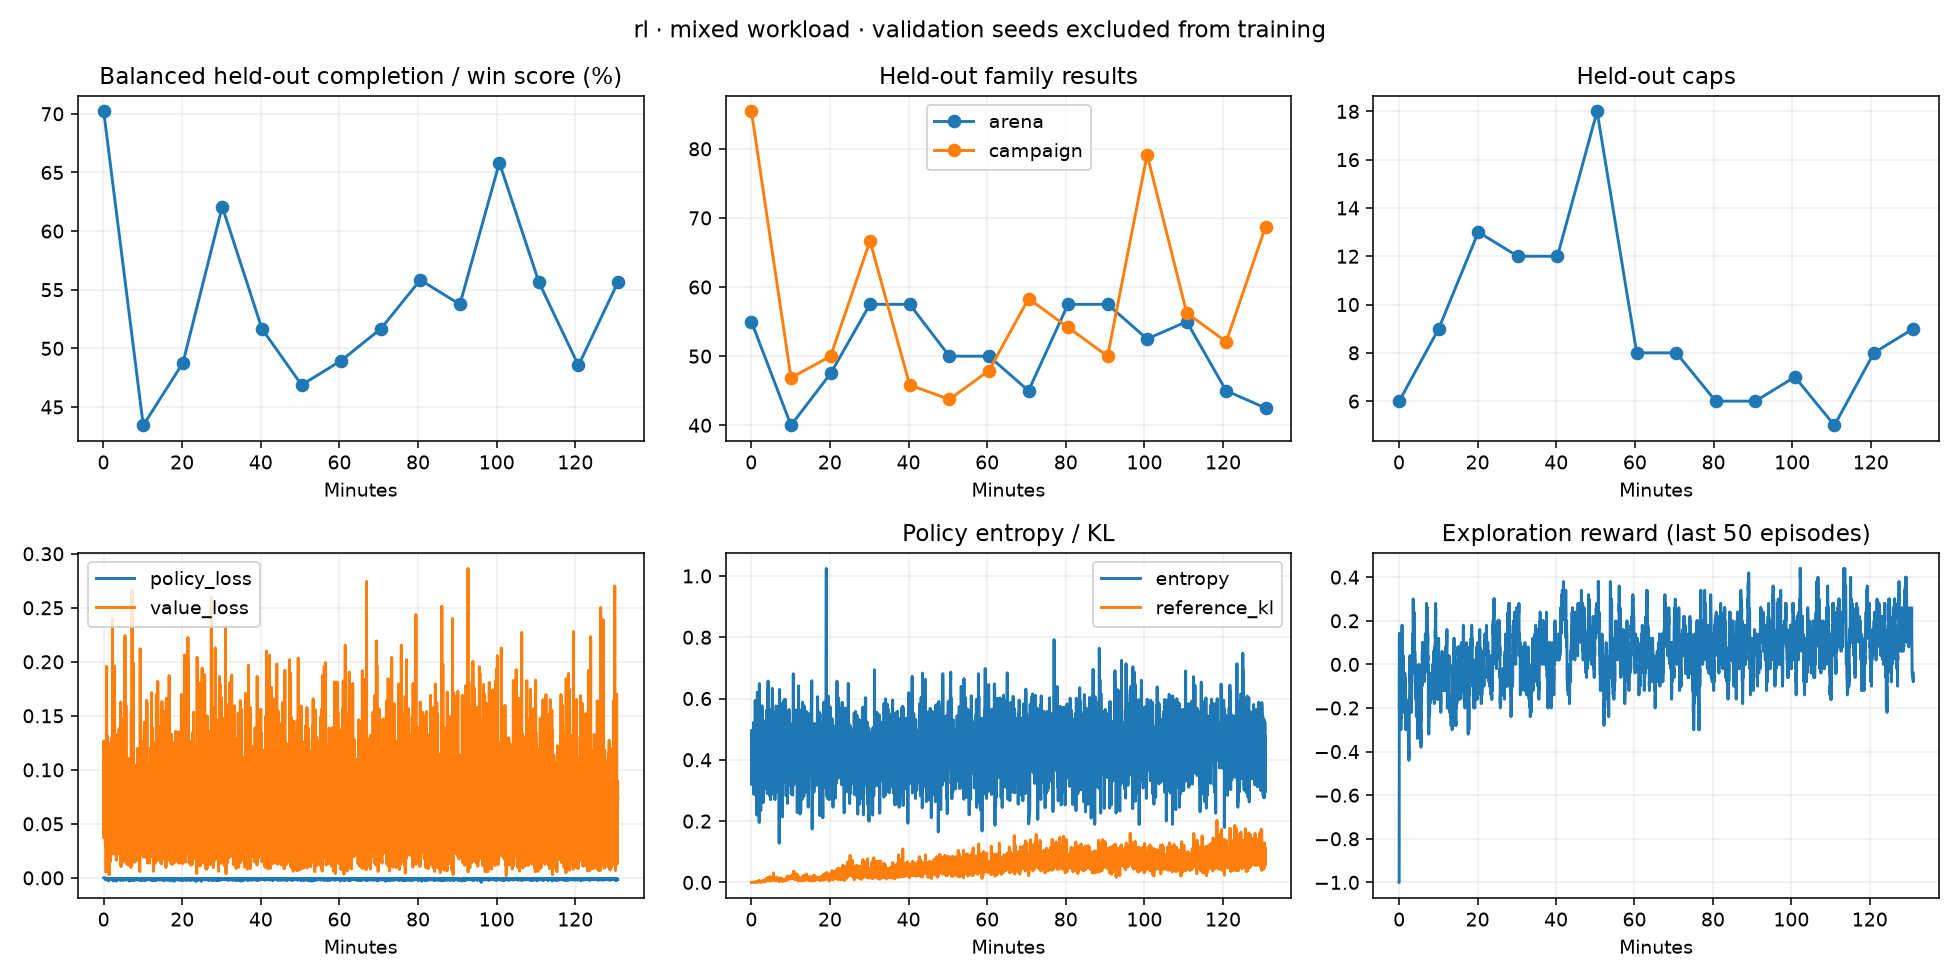 rl · mixed workload · validation seeds excluded from training
Balanced held-out completion / win score (%)
70
65
60
55
50
45
0 20 40 60 80 100 120
Minutes
Held-out family results
arena
campaign
80
70
60
50
40
0 20 40 60 80 100 120
Minutes
Held-out caps
18
16
14
12
10
8
6
0 20 40 60 80 100 120
Minutes
policy_loss
value_loss
0.30
0.25
0.20
0.15
0.10
0.05
0.00
0 20 40 60 80 100 120
Minutes
Policy entropy / KL
entropy
reference_kl
1.0
0.8
0.6
0.4
0.2
0.0
0 20 40 60 80 100 120
Minutes
Exploration reward (last 50 episodes)
0.4
0.2
0.0
−0.2
−0.4
−0.6
−0.8
−1.0
0 20 40 60 80 100 120
Minutes